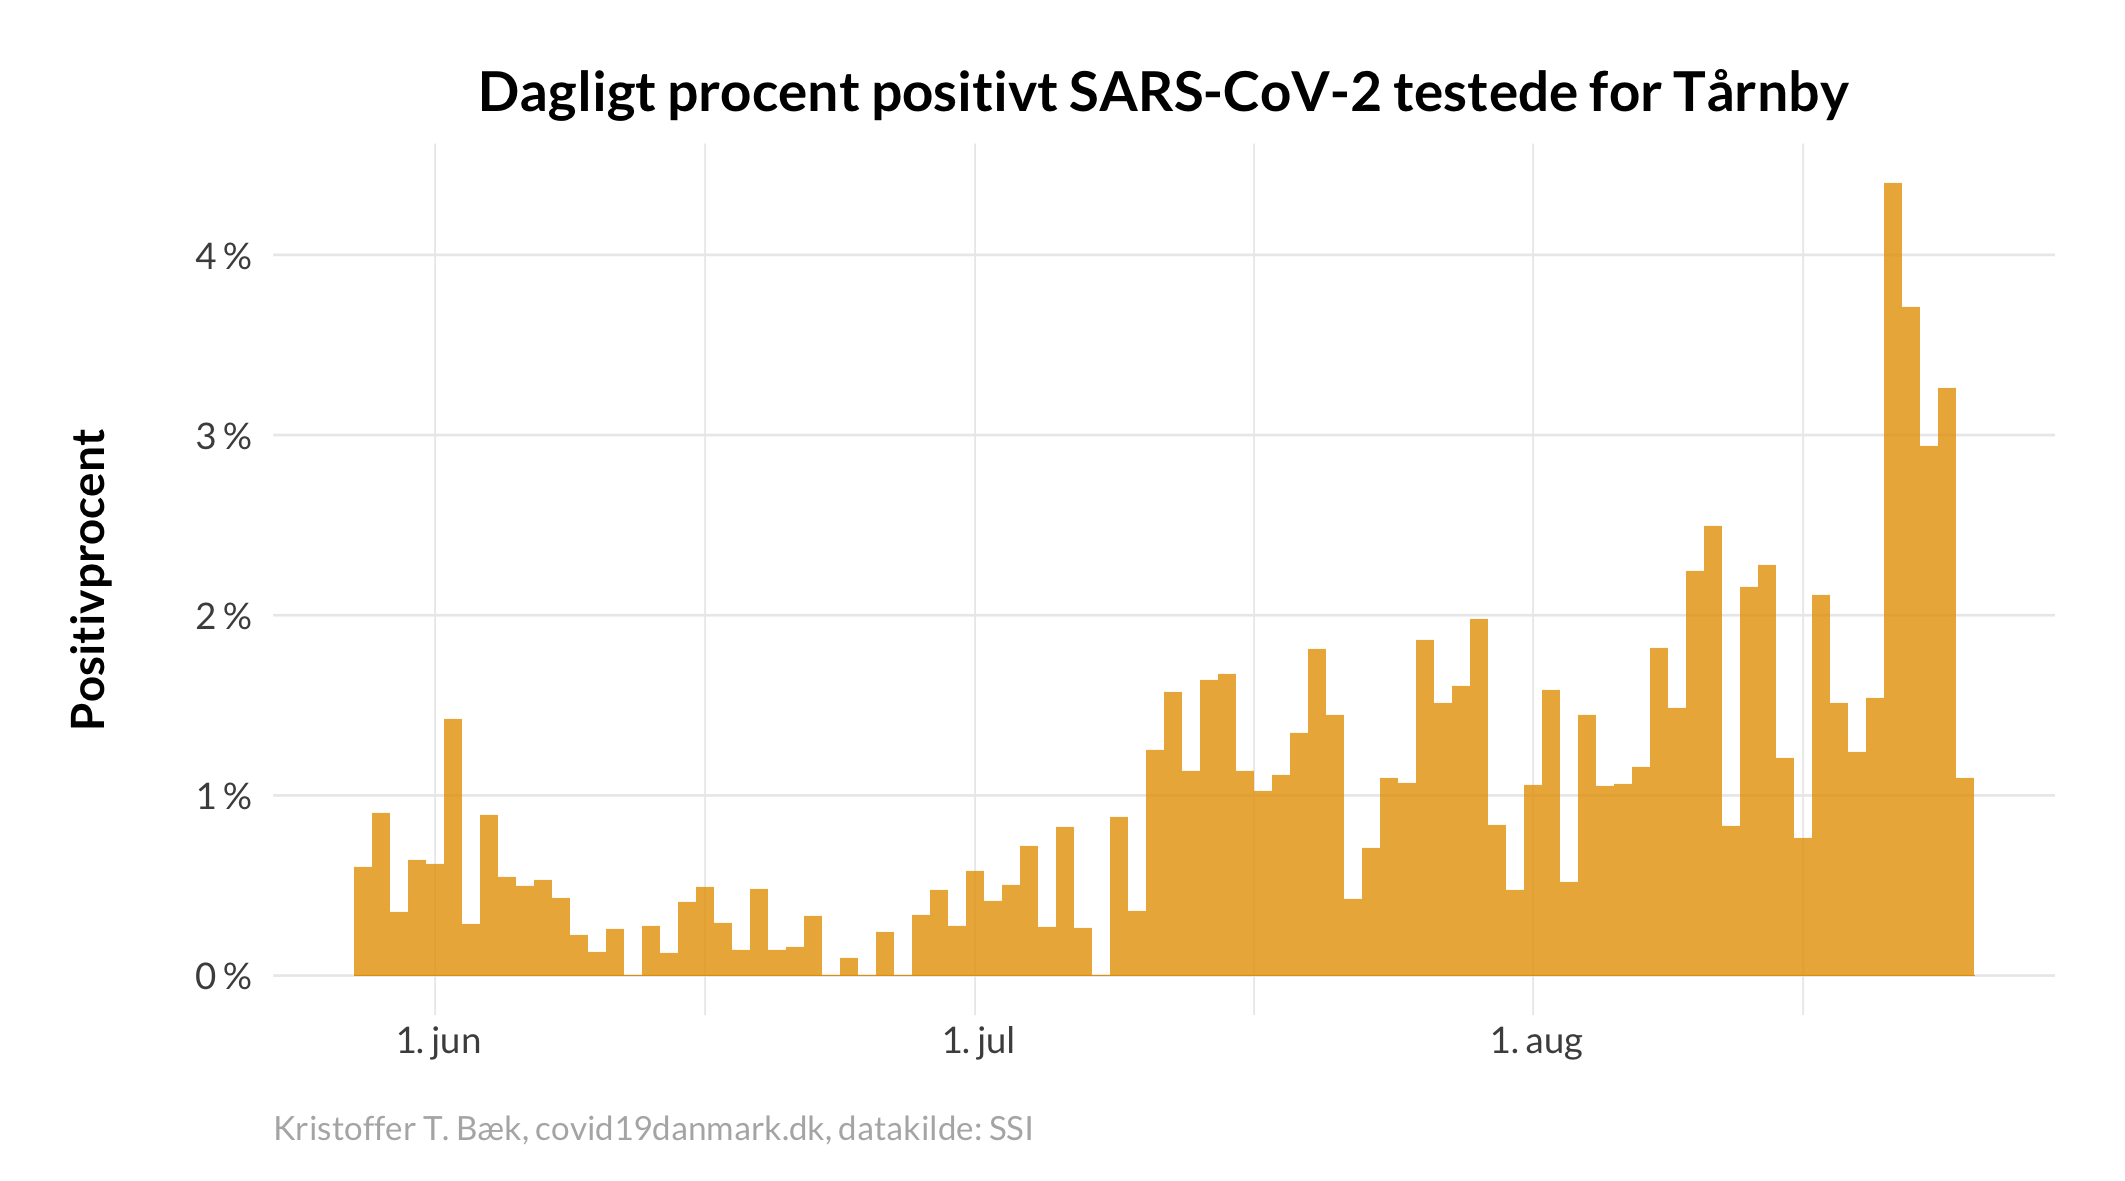 Dagligt procent positivt SARS-CoV-2 testede for Tårnby
Positivprocent
4 %
3 %
2 %
1 %
0 %
1. jun
1. jul
1. aug
Kristoffer T. Bæk, covid19danmark.dk, datakilde: SSI